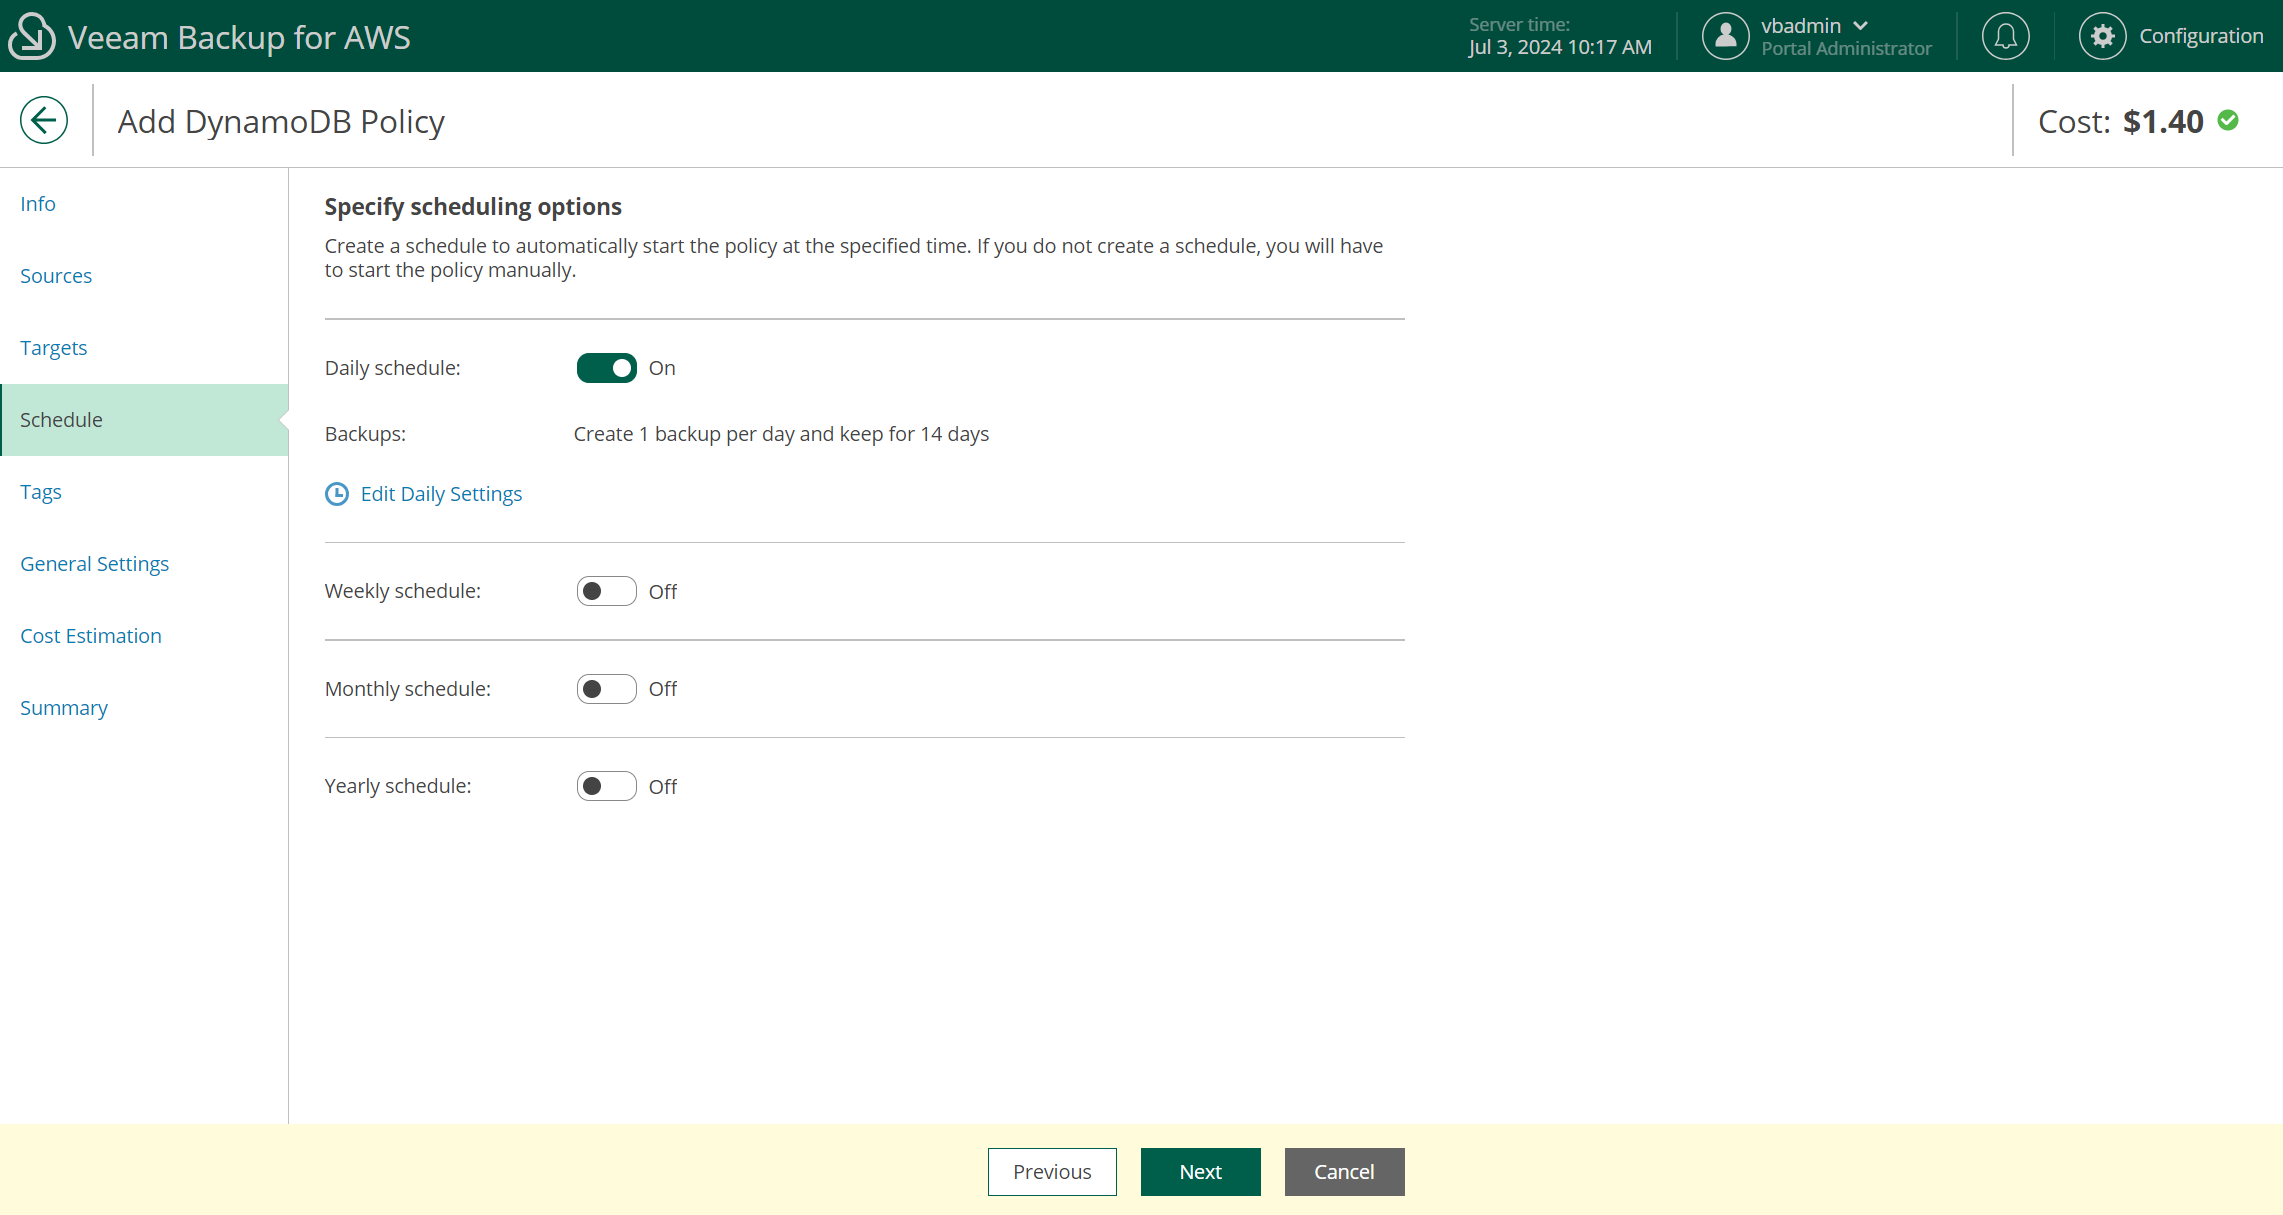 Veeam Backup for AWS
Server time:
Jul 3, 2024 10:17 AM
vbadmin
Portal Administrator
Configuration
Add DynamoDB Policy
Cost: $1.40
Info
Sources
Targets
Schedule
Tags
General Settings
Cost Estimation
Summary
Specify scheduling options
Create a schedule to automatically start the policy at the specified time. If you do not create a schedule, you will have
to start the policy manually.
Daily schedule: On
Backups: Create 1 backup per day and keep for 14 days
Edit Daily Settings
Weekly schedule: Off
Monthly schedule: Off
Yearly schedule: Off
Previous Next Cancel